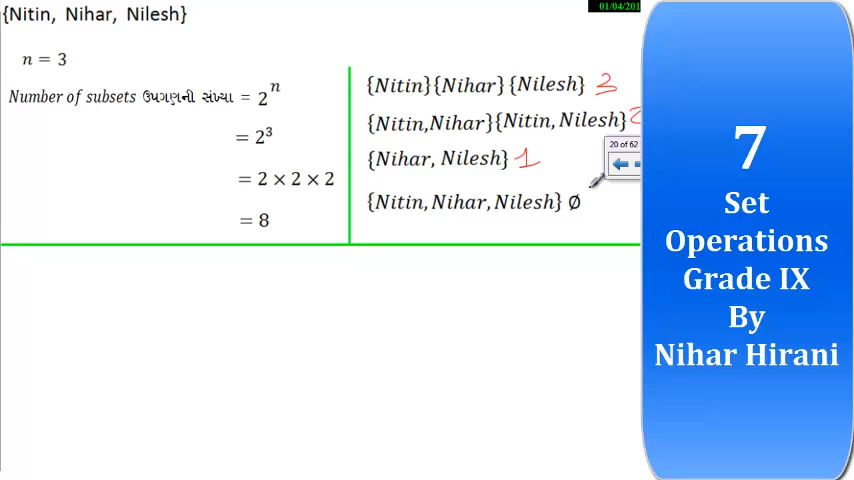 {Nitin, Nihar, Nilesh}
01/04/201
n = 3
Number of subsets ઉપગણની સંખ્યા = 2^n
= 2³
= 2 × 2 × 2
= 8
{Nitin}{Nihar}{Nilesh} 3
{Nitin,Nihar}{Nitin,Nilesh}
{Nihar, Nilesh} 1
{Nitin,Nihar,Nilesh} Ø
20 of 62
7
Set
Operations
Grade IX
By
Nihar Hirani